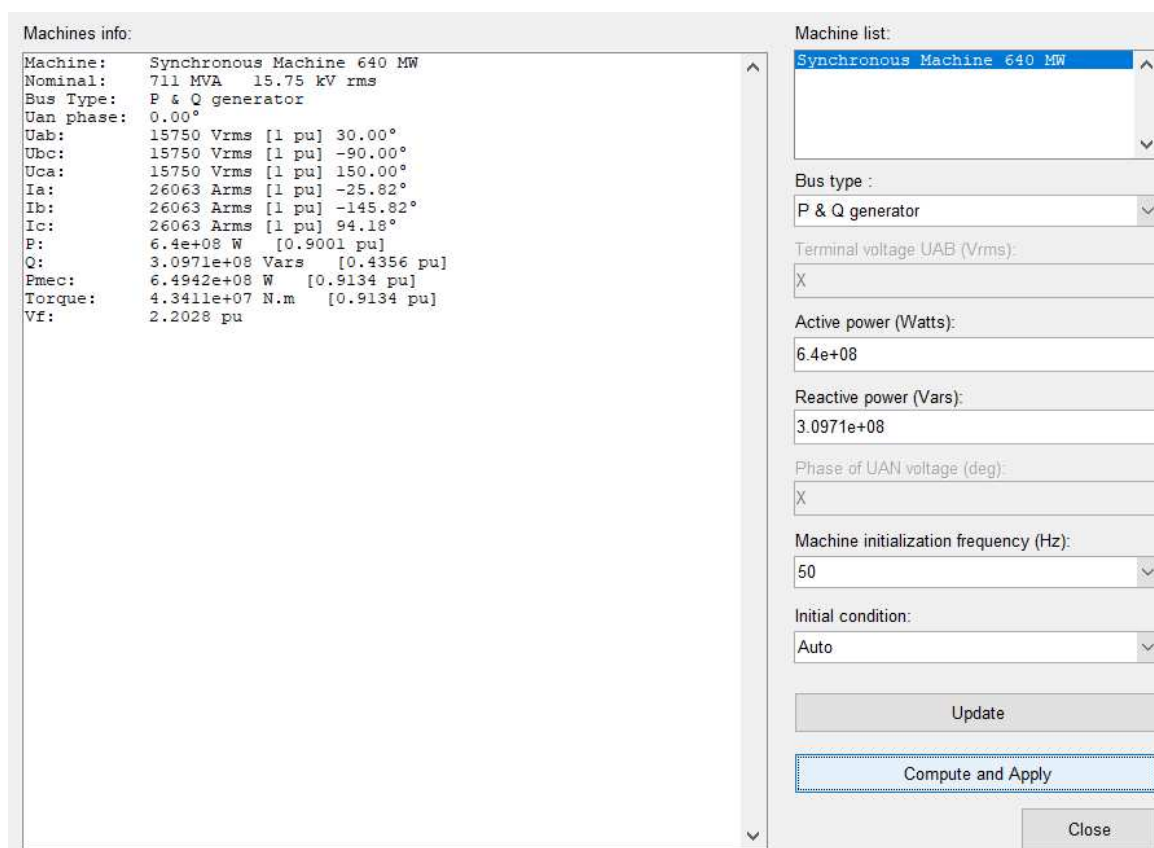 Machines info:
Machine: Synchronous Machine 640 MW
Nominal: 711 MVA 15.75 kV rms
Bus Type: P & Q generator
Uan phase: 0.00°
Uab: 15750 Vrms [1 pu] 30.00°
Ubc: 15750 Vrms [1 pu] -90.00°
Uca: 15750 Vrms [1 pu] 150.00°
Ia: 26063 Arms [1 pu] -25.82°
Ib: 26063 Arms [1 pu] -145.82°
Ic: 26063 Arms [1 pu] 94.18°
P: 6.4e+08 W [0.9001 pu]
Q: 3.0971e+08 Vars [0.4356 pu]
Pmec: 6.4942e+08 W [0.9134 pu]
Torque: 4.3411e+07 N.m [0.9134 pu]
Vf: 2.2028 pu
Machine list:
Synchronous Machine 640 MW
Bus type :
P & Q generator
Terminal voltage UAB (Vrms):
X
Active power (Watts):
6.4e+08
Reactive power (Vars):
3.0971e+08
Phase of UAN voltage (deg):
X
Machine initialization frequency (Hz):
50
Initial condition:
Auto
Update
Compute and Apply
Close